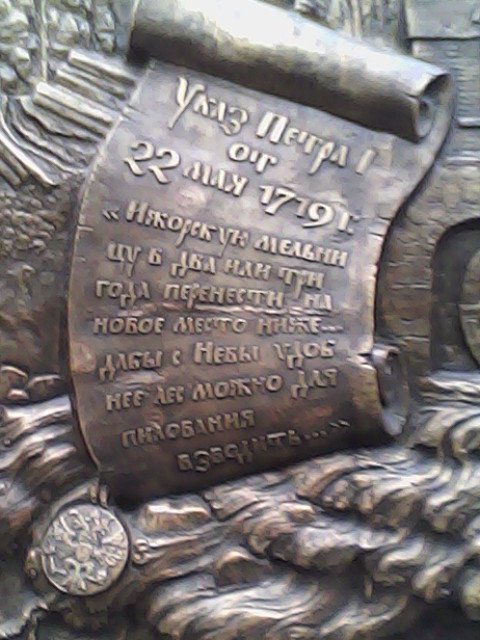 Указ Петра I
от
22 мая 1719 г.
«Ижорскую мельни
цу в два или три
года перенести на
новое место ниже...
дабы с Невы удоб
нее лес можно для
пилования
взводить...»